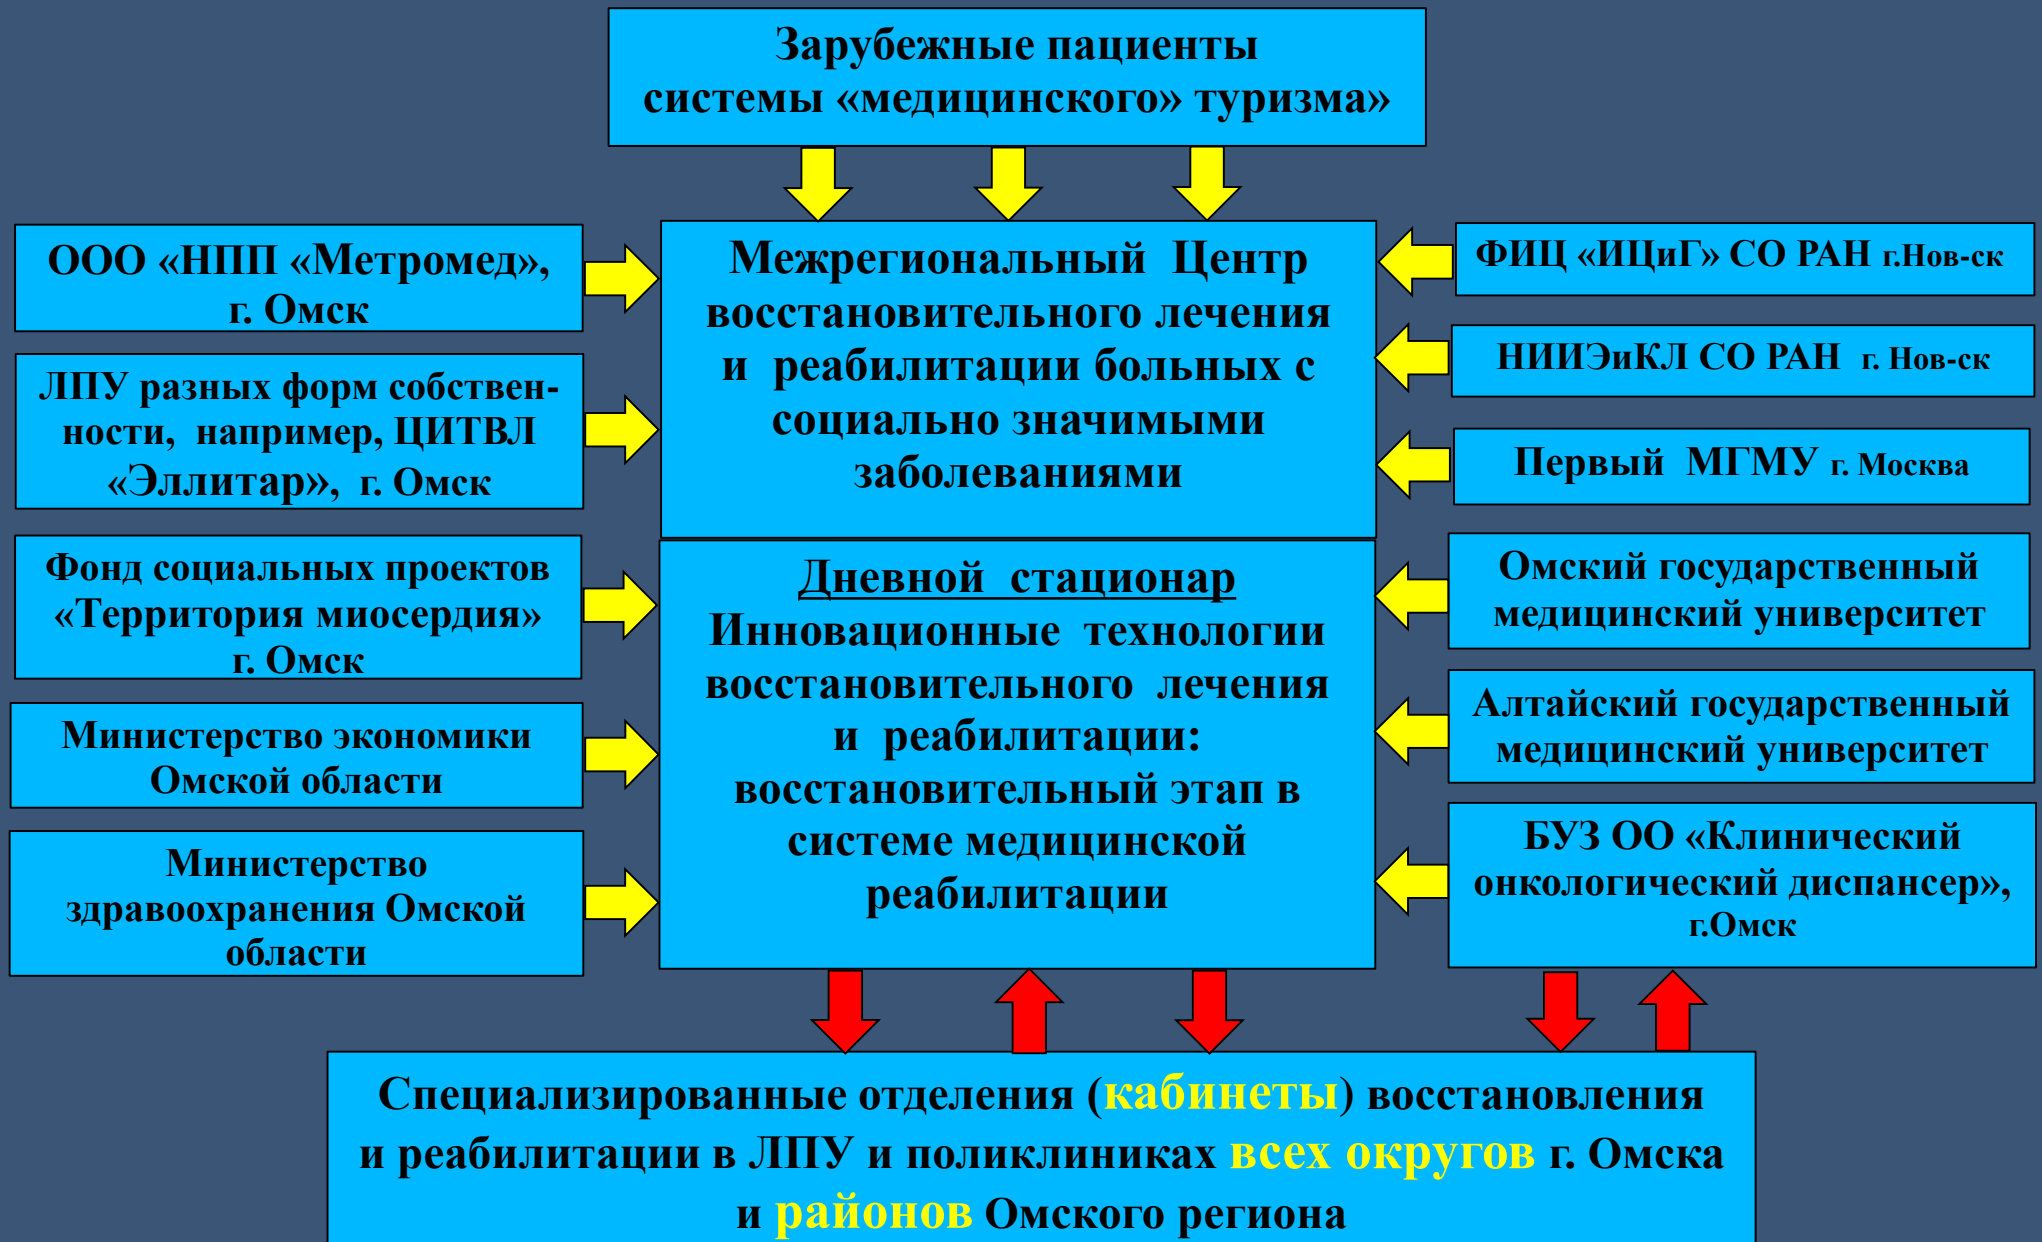 Зарубежные пациенты
системы «медицинского» туризма»
ООО «НПП «Метромед»,
г. Омск
ЛПУ разных форм собствен-
ности, например, ЦИТВЛ
«Эллитар», г. Омск
Фонд социальных проектов
«Территория миосердия»
г. Омск
Министерство экономики
Омской области
Министерство
здравоохранения Омской
области
Межрегиональный Центр
восстановительного лечения
и реабилитации больных с
социально значимыми
заболеваниями
Дневной стационар
Инновационные технологии
восстановительного лечения
и реабилитации:
восстановительный этап в
системе медицинской
реабилитации
ФИЦ «ИЦиГ» СО РАН г.Нов-ск
НИИЭиКЛ СО РАН г. Нов-ск
Первый МГМУ г. Москва
Омский государственный
медицинский университет
Алтайский государственный
медицинский университет
БУЗ ОО «Клинический
онкологический диспансер»,
г.Омск
Специализированные отделения (кабинеты) восстановления
и реабилитации в ЛПУ и поликлиниках всех округов г. Омска
и районов Омского региона